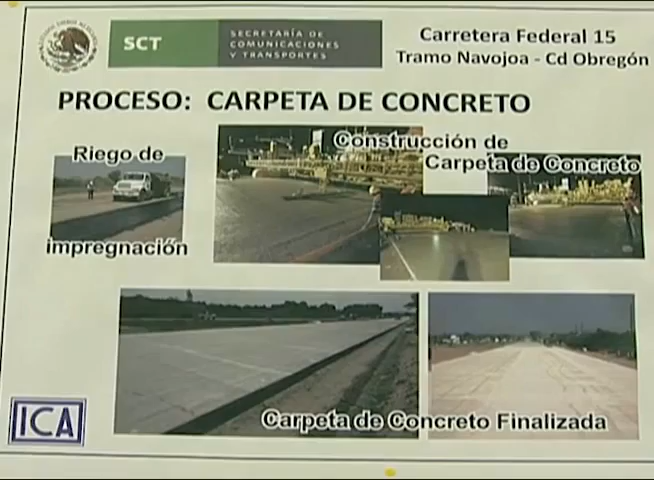 SCT
SECRETARÍA DE
COMUNICACIONES
Y TRANSPORTES
Carretera Federal 15
Tramo Navojoa - Cd Obregón
PROCESO: CARPETA DE CONCRETO
Riego de
impregnación
Construcción de
Carpeta de Concreto
Carpeta de Concreto Finalizada
ICA